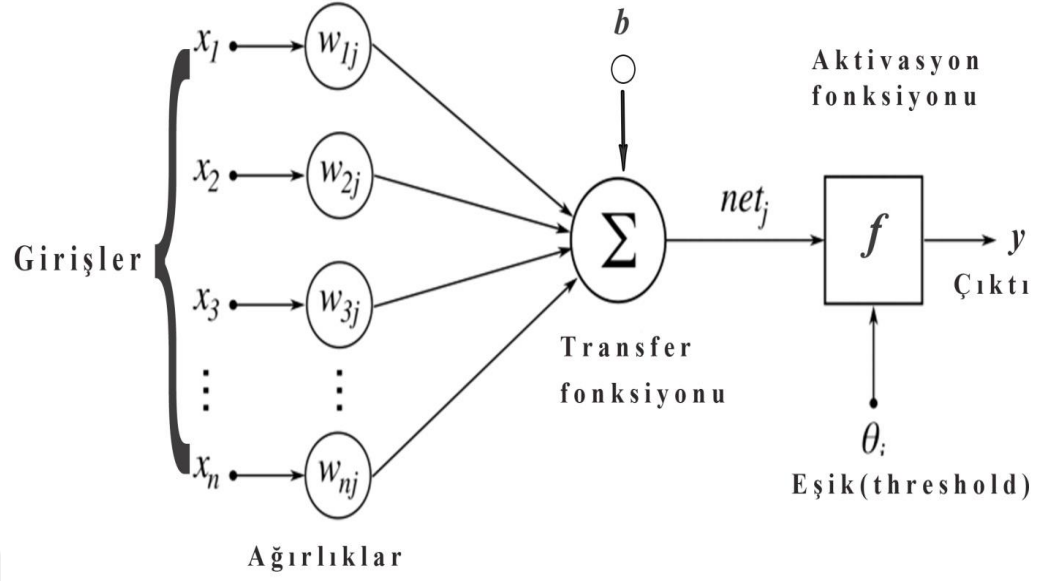 b
Aktivasyon
fonksiyonu
x1 w1j
x2 w2j
netj
Σ
f
y
Çıktı
Girişler
x3 w3j
Transfer
fonksiyonu
⋮ ⋮
θi
xn wnj
Eşik(threshold)
Ağırlıklar